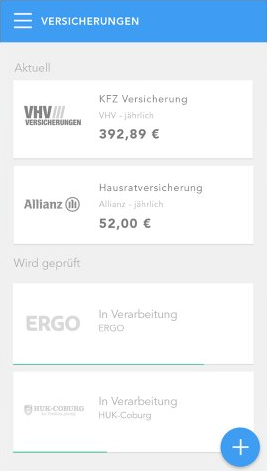 VERSICHERUNGEN
Aktuell
VHV///
VERSICHERUNGEN
KFZ Versicherung
VHV - jährlich
392,89 €
Allianz
Hausratversicherung
Allianz - jährlich
52,00 €
Wird geprüft
ERGO
In Verarbeitung
ERGO
HUK-COBURG
In Verarbeitung
HUK-Coburg